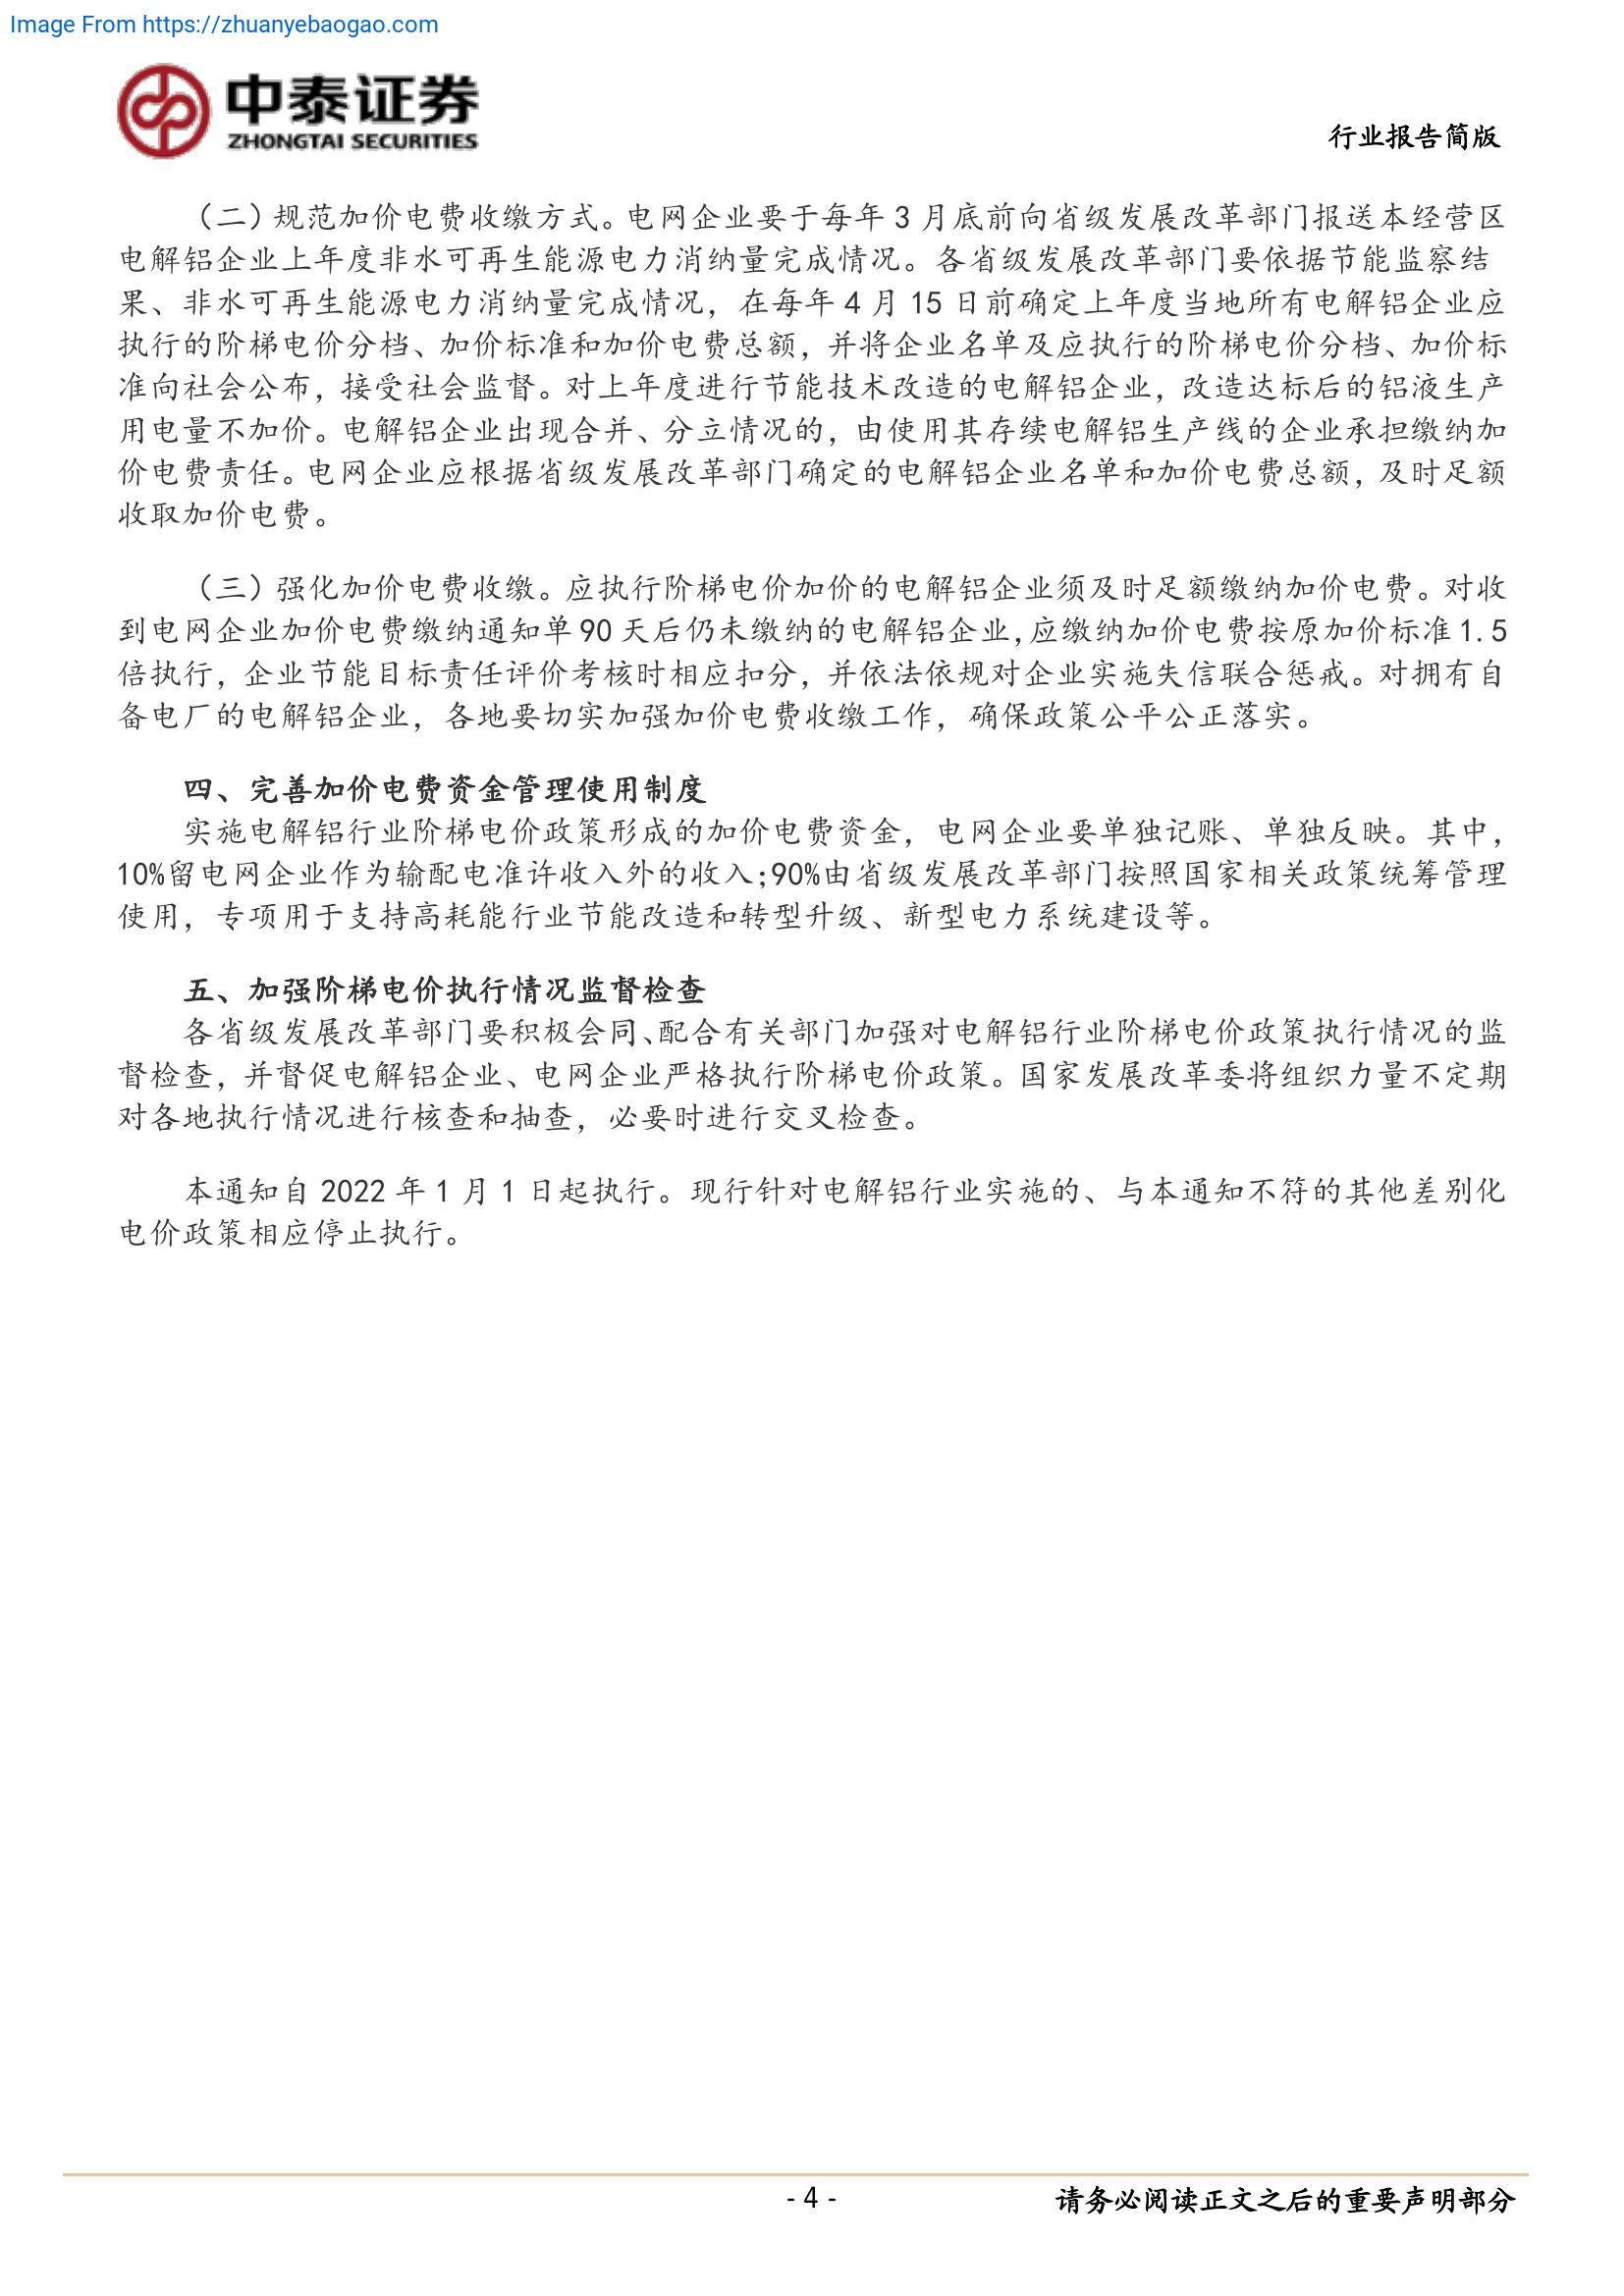 Image From https://zhuanyebaogao.com
中泰证券
ZHONGTAI SECURITIES
行业报告简版
（二）规范加价电费收缴方式。电网企业要于每年 3 月底前向省级发展改革部门报送本经营区
电解铝企业上年度非水可再生能源电力消纳量完成情况。各省级发展改革部门要依据节能监察结
果、非水可再生能源电力消纳量完成情况，在每年 4 月 15 日前确定上年度当地所有电解铝企业应
执行的阶梯电价分档、加价标准和加价电费总额，并将企业名单及应执行的阶梯电价分档、加价标
准向社会公布，接受社会监督。对上年度进行节能技术改造的电解铝企业，改造达标后的铝液生产
用电量不加价。电解铝企业出现合并、分立情况的，由使用其存续电解铝生产线的企业承担缴纳加
价电费责任。电网企业应根据省级发展改革部门确定的电解铝企业名单和加价电费总额，及时足额
收取加价电费。
（三）强化加价电费收缴。应执行阶梯电价加价的电解铝企业须及时足额缴纳加价电费。对收
到电网企业加价电费缴纳通知单 90 天后仍未缴纳的电解铝企业,应缴纳加价电费按原加价标准 1.5
倍执行，企业节能目标责任评价考核时相应扣分，并依法依规对企业实施失信联合惩戒。对拥有自
备电厂的电解铝企业，各地要切实加强加价电费收缴工作，确保政策公平公正落实。
四、完善加价电费资金管理使用制度
实施电解铝行业阶梯电价政策形成的加价电费资金，电网企业要单独记账、单独反映。其中，
10%留电网企业作为输配电准许收入外的收入;90%由省级发展改革部门按照国家相关政策统筹管理
使用，专项用于支持高耗能行业节能改造和转型升级、新型电力系统建设等。
五、加强阶梯电价执行情况监督检查
各省级发展改革部门要积极会同、配合有关部门加强对电解铝行业阶梯电价政策执行情况的监
督检查，并督促电解铝企业、电网企业严格执行阶梯电价政策。国家发展改革委将组织力量不定期
对各地执行情况进行核查和抽查，必要时进行交叉检查。
本通知自 2022 年 1 月 1 日起执行。现行针对电解铝行业实施的、与本通知不符的其他差别化
电价政策相应停止执行。
- 4 -
请务必阅读正文之后的重要声明部分